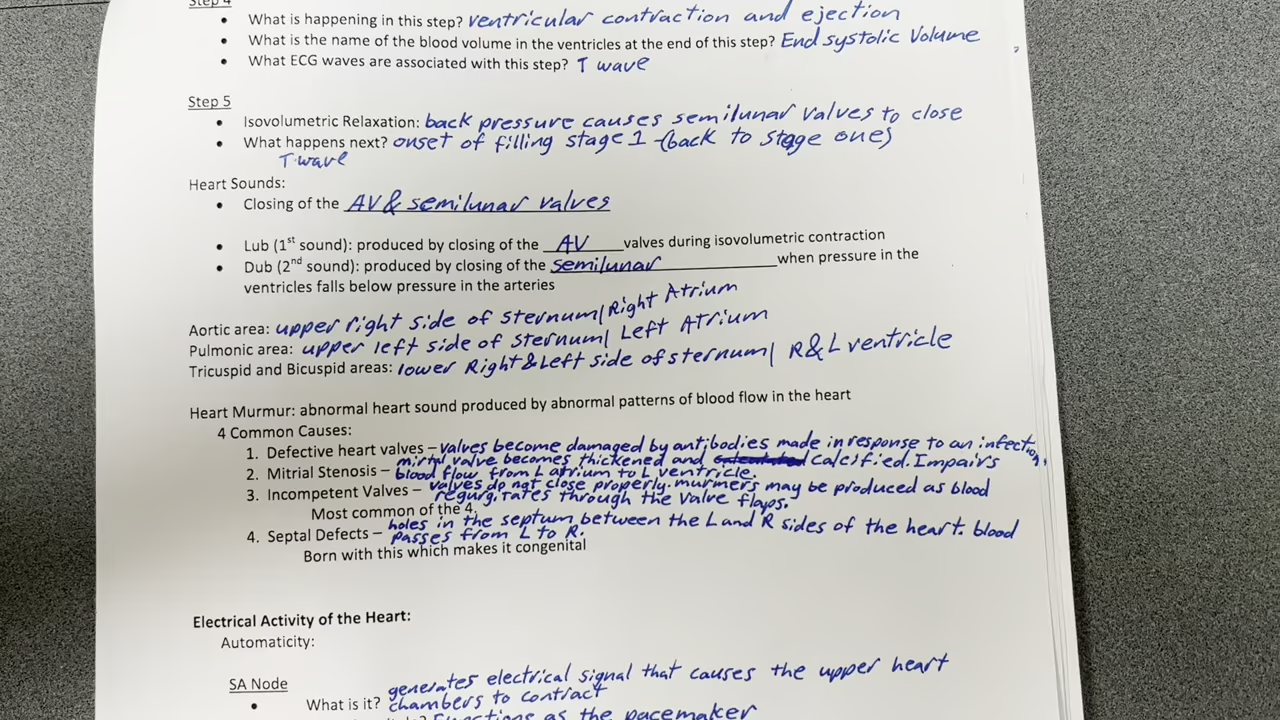 Step 4
• What is happening in this step? ventricular contraction and ejection
• What is the name of the blood volume in the ventricles at the end of this step? End systolic Volume
• What ECG waves are associated with this step? T wave
Step 5
• Isovolumetric Relaxation: back pressure causes semilunar valves to close
• What happens next? onset of filling stage 1 (back to stage one)
T-wave
Heart Sounds:
• Closing of the AV & semilunar valves
• Lub (1st sound): produced by closing of the AV valves during isovolumetric contraction
• Dub (2nd sound): produced by closing of the semilunar when pressure in the
ventricles falls below pressure in the arteries
Aortic area: upper right side of sternum/Right Atrium
Pulmonic area: upper left side of sternum/ Left Atrium
Tricuspid and Bicuspid areas: lower Right & Left side of sternum/ R&L ventricle
Heart Murmur: abnormal heart sound produced by abnormal patterns of blood flow in the heart
4 Common Causes:
1. Defective heart valves – valves become damaged by antibodies made in response to an infection.
mirtal valve becomes thickened and calcified. Impairs
2. Mitrial Stenosis – blood flow from L atrium to L ventricle.
valves do not close properly. murmers may be produced as blood
3. Incompetent Valves – regurgitates through the valve flaps.
Most common of the 4.
holes in the septum between the L and R sides of the heart. blood
4. Septal Defects – passes from L to R.
Born with this which makes it congenital
Electrical Activity of the Heart:
Automaticity:
generates electrical signal that causes the upper heart
SA Node
• What is it? chambers to contract
Functions as the pacemaker